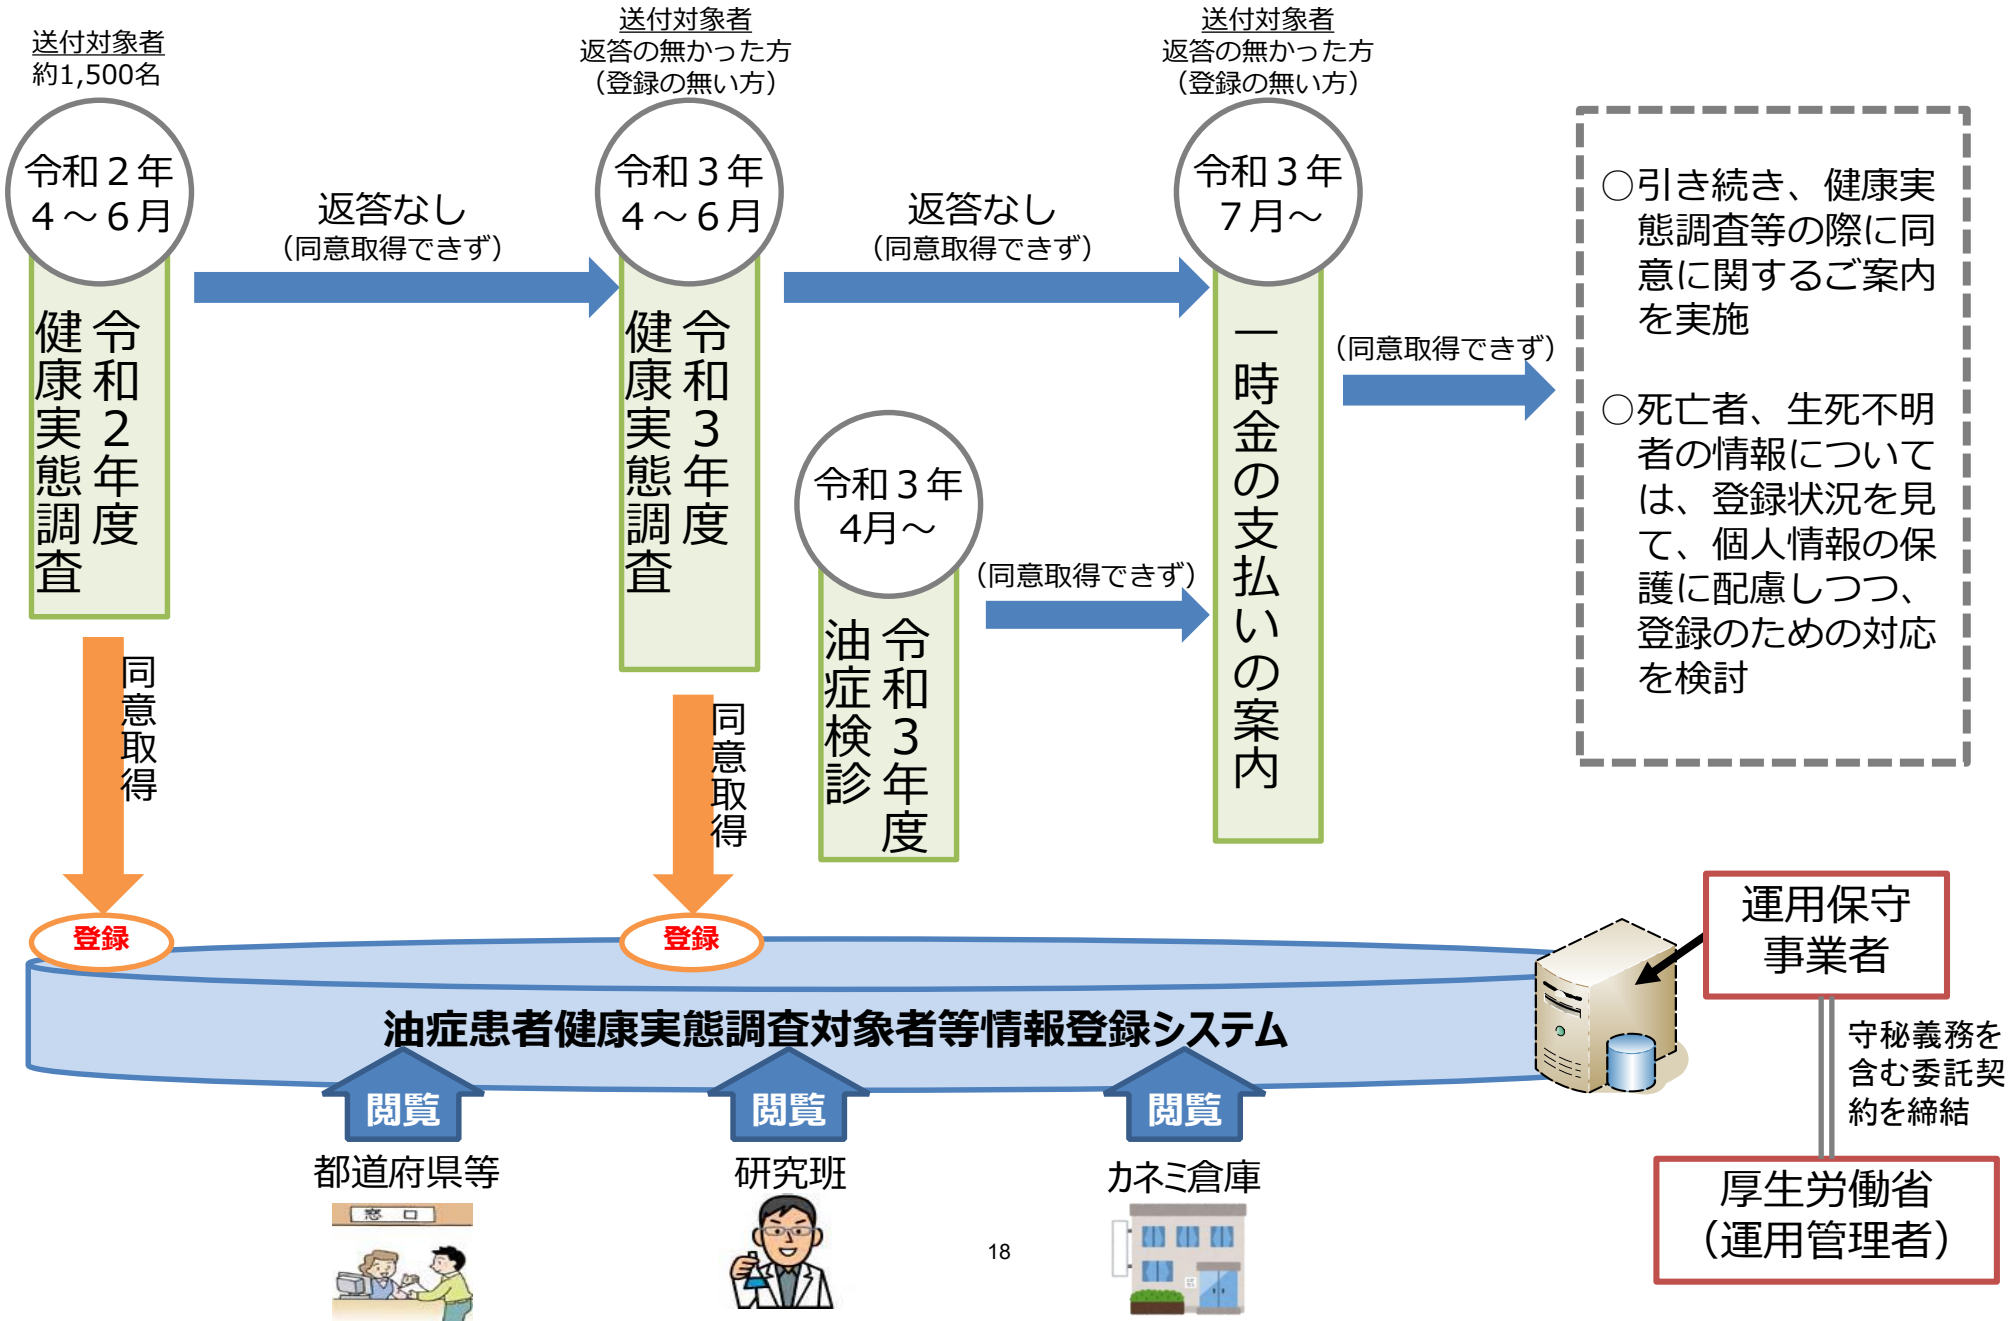 送付対象者
約1,500名
令和２年
４～６月
令和２年度
健康実態調査
返答なし
（同意取得できず）
同意取得
登録
送付対象者
返答の無かった方
（登録の無い方）
令和３年
４～６月
令和３年度
健康実態調査
返答なし
（同意取得できず）
同意取得
登録
令和３年
4月～
令和３年度
油症検診
（同意取得できず）
送付対象者
返答の無かった方
（登録の無い方）
令和３年
７月～
一時金の支払いの案内
（同意取得できず）
○引き続き、健康実
態調査等の際に同
意に関するご案内
を実施
○死亡者、生死不明
者の情報について
は、登録状況を見
て、個人情報の保
護に配慮しつつ、
登録のための対応
を検討
油症患者健康実態調査対象者等情報登録システム
閲覧
都道府県等
窓口
閲覧
研究班
閲覧
カネミ倉庫
運用保守
事業者
守秘義務を
含む委託契
約を締結
厚生労働省
（運用管理者）
18